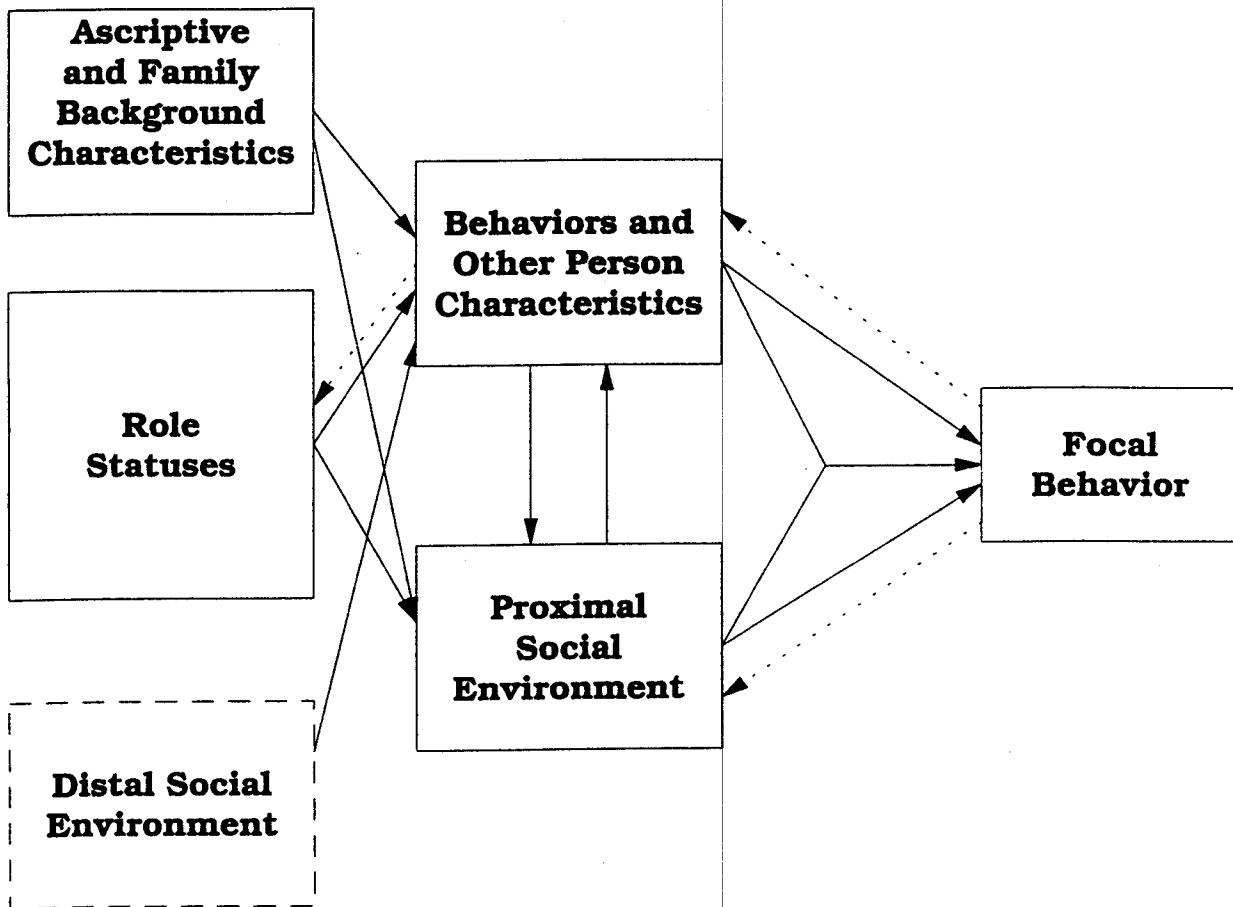 Ascriptive
and Family
Background
Characteristics
Behaviors and
Other Person
Characteristics
Role
Statuses
Focal
Behavior
Proximal
Social
Environment
Distal Social
Environment